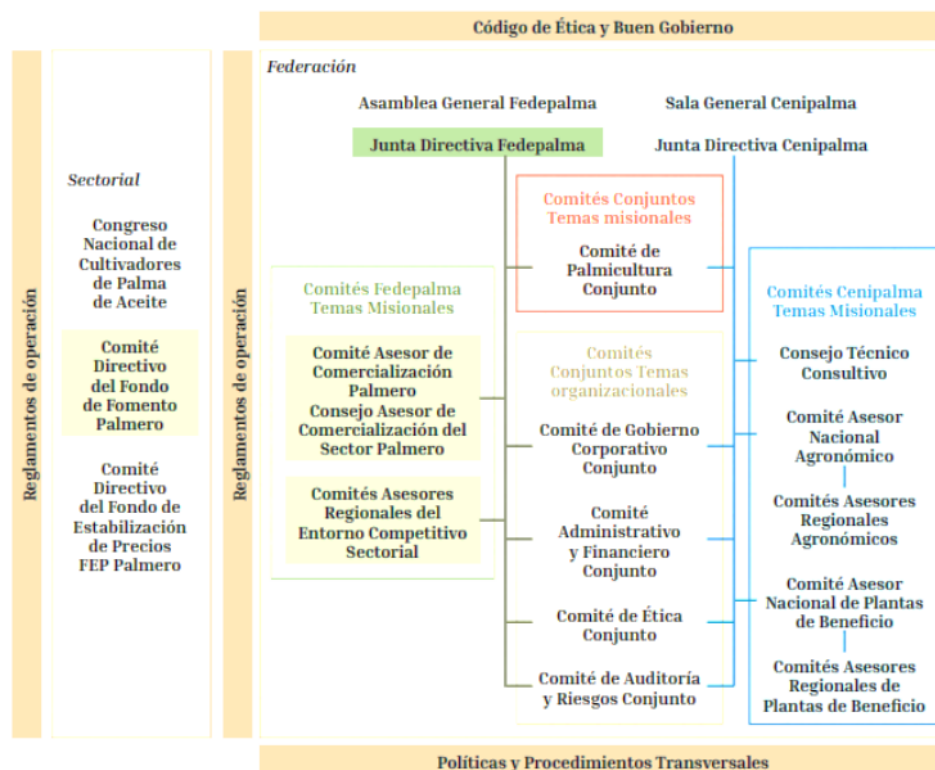 Código de Ética y Buen Gobierno
Reglamentos de operación
Sectorial
Congreso
Nacional de
Cultivadores
de Palma
de Aceite
Comité
Directivo
del Fondo
de Fomento
Palmero
Comité
Directivo
del Fondo de
Estabilización
de Precios
FEP Palmero
Reglamentos de operación
Federación
Asamblea General Fedepalma
Sala General Cenipalma
Junta Directiva Fedepalma
Junta Directiva Cenipalma
Comités Fedepalma
Temas Misionales
Comité Asesor de
Comercialización
Palmero
Consejo Asesor de
Comercialización del
Sector Palmero
Comités Asesores
Regionales del
Entorno Competitivo
Sectorial
Comités Conjuntos
Temas misionales
Comité de
Palmicultura
Conjunto
Comités
Conjuntos Temas
organizacionales
Comité de Gobierno
Corporativo
Conjunto
Comité
Administrativo
y Financiero
Conjunto
Comité de Ética
Conjunto
Comité de Auditoría
y Riesgos Conjunto
Comités Cenipalma
Temas Misionales
Consejo Técnico
Consultivo
Comité Asesor
Nacional
Agronómico
Comités Asesores
Regionales
Agronómicos
Comité Asesor
Nacional de Plantas
de Beneficio
Comités Asesores
Regionales de
Plantas de Beneficio
Políticas y Procedimientos Transversales